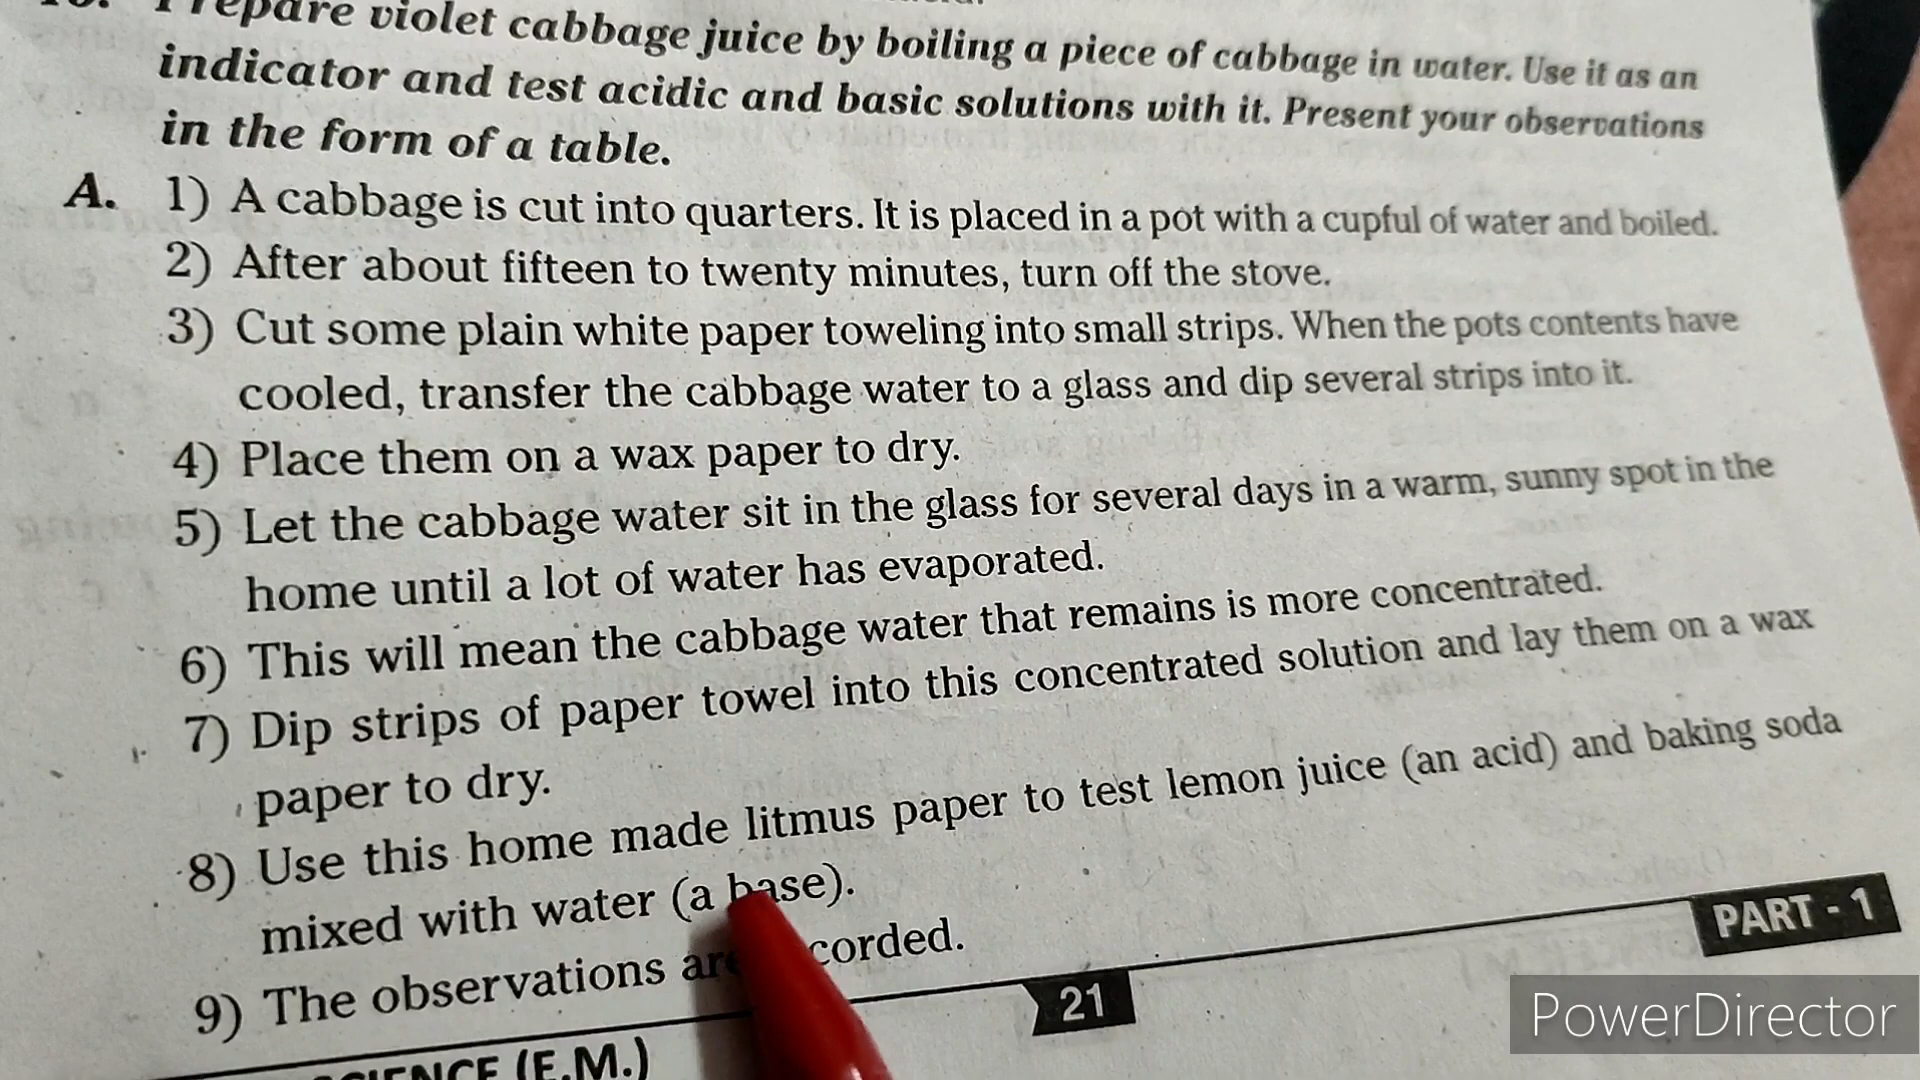 Prepare violet cabbage juice by boiling a piece of cabbage in water. Use it as an
indicator and test acidic and basic solutions with it. Present your observations
in the form of a table.
A. 1) A cabbage is cut into quarters. It is placed in a pot with a cupful of water and boiled.
2) After about fifteen to twenty minutes, turn off the stove.
3) Cut some plain white paper toweling into small strips. When the pots contents have
cooled, transfer the cabbage water to a glass and dip several strips into it.
4) Place them on a wax paper to dry.
5) Let the cabbage water sit in the glass for several days in a warm, sunny spot in the
home until a lot of water has evaporated.
6) This will mean the cabbage water that remains is more concentrated.
7) Dip strips of paper towel into this concentrated solution and lay them on a wax
paper to dry.
8) Use this home made litmus paper to test lemon juice (an acid) and baking soda
mixed with water (a base).
9) The observations are recorded.
PART - 1
21
SCIENCE (E.M.)
PowerDirector